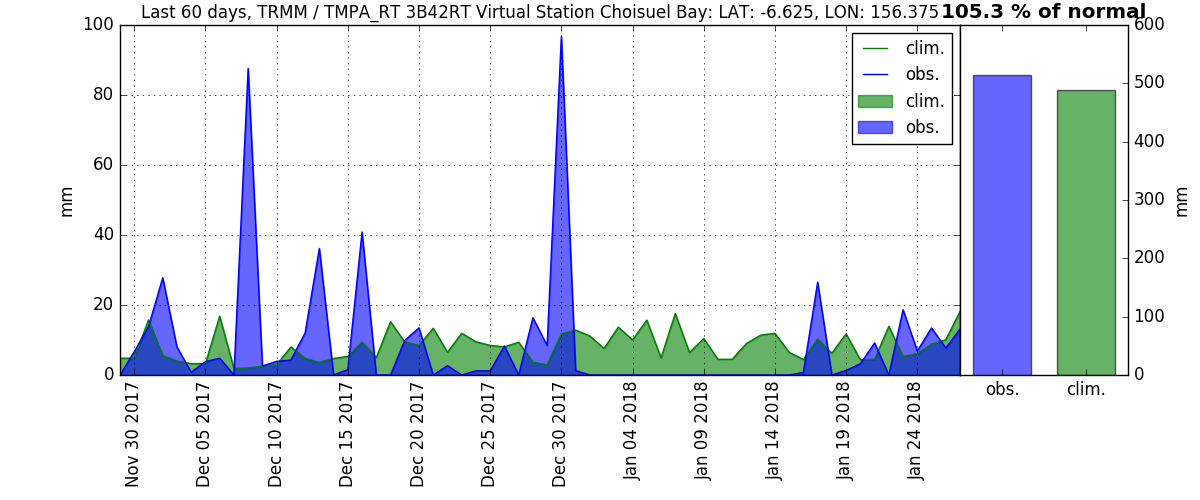 Last 60 days, TRMM / TMPA_RT 3B42RT Virtual Station Choisuel Bay: LAT: -6.625, LON: 156.375
105.3 % of normal
100
80
60
40
20
0
mm
clim.
obs.
clim.
obs.
600
500
400
300
200
100
0
mm
Nov 30 2017
Dec 05 2017
Dec 10 2017
Dec 15 2017
Dec 20 2017
Dec 25 2017
Dec 30 2017
Jan 04 2018
Jan 09 2018
Jan 14 2018
Jan 19 2018
Jan 24 2018
obs.
clim.